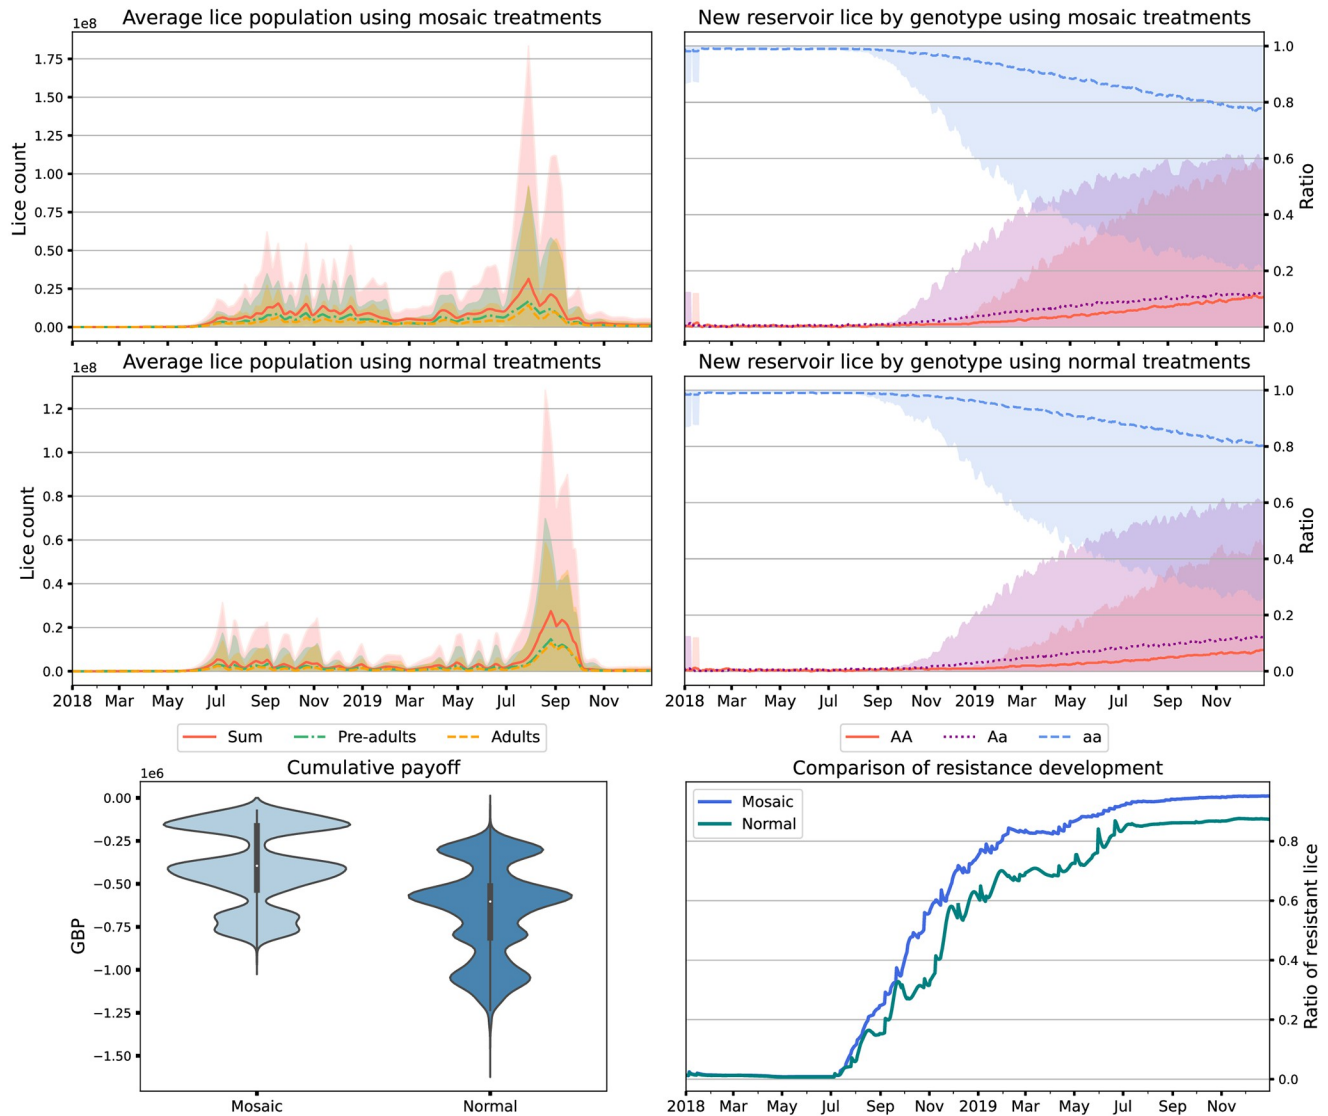 Average lice population using mosaic treatments
1e8
Lice count
1.75
1.50
1.25
1.00
0.75
0.50
0.25
0.00
New reservoir lice by genotype using mosaic treatments
1.0
0.8
0.6
0.4
0.2
0.0
Ratio
Average lice population using normal treatments
1e8
Lice count
1.2
1.0
0.8
0.6
0.4
0.2
0.0
2018 Mar May Jul Sep Nov 2019 Mar May Jul Sep Nov
Sum Pre-adults Adults
New reservoir lice by genotype using normal treatments
1.0
0.8
0.6
0.4
0.2
0.0
Ratio
2018 Mar May Jul Sep Nov 2019 Mar May Jul Sep Nov
AA Aa aa
Cumulative payoff
1e6
GBP
0.00
−0.25
−0.50
−0.75
−1.00
−1.25
−1.50
Mosaic Normal
Comparison of resistance development
Mosaic
Normal
0.8
0.6
0.4
0.2
0.0
Ratio of resistant lice
2018 Mar May Jul Sep Nov 2019 Mar May Jul Sep Nov